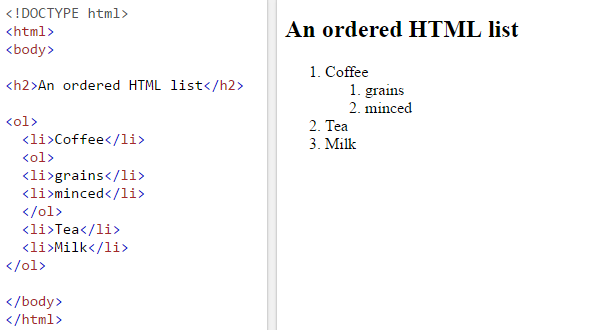 <!DOCTYPE html>
<html>
<body>
<h2>An ordered HTML list</h2>
<ol>
<li>Coffee</li>
<ol>
<li>grains</li>
<li>minced</li>
</ol>
<li>Tea</li>
<li>Milk</li>
</ol>
</body>
</html>
An ordered HTML list
1. Coffee
1. grains
2. minced
2. Tea
3. Milk